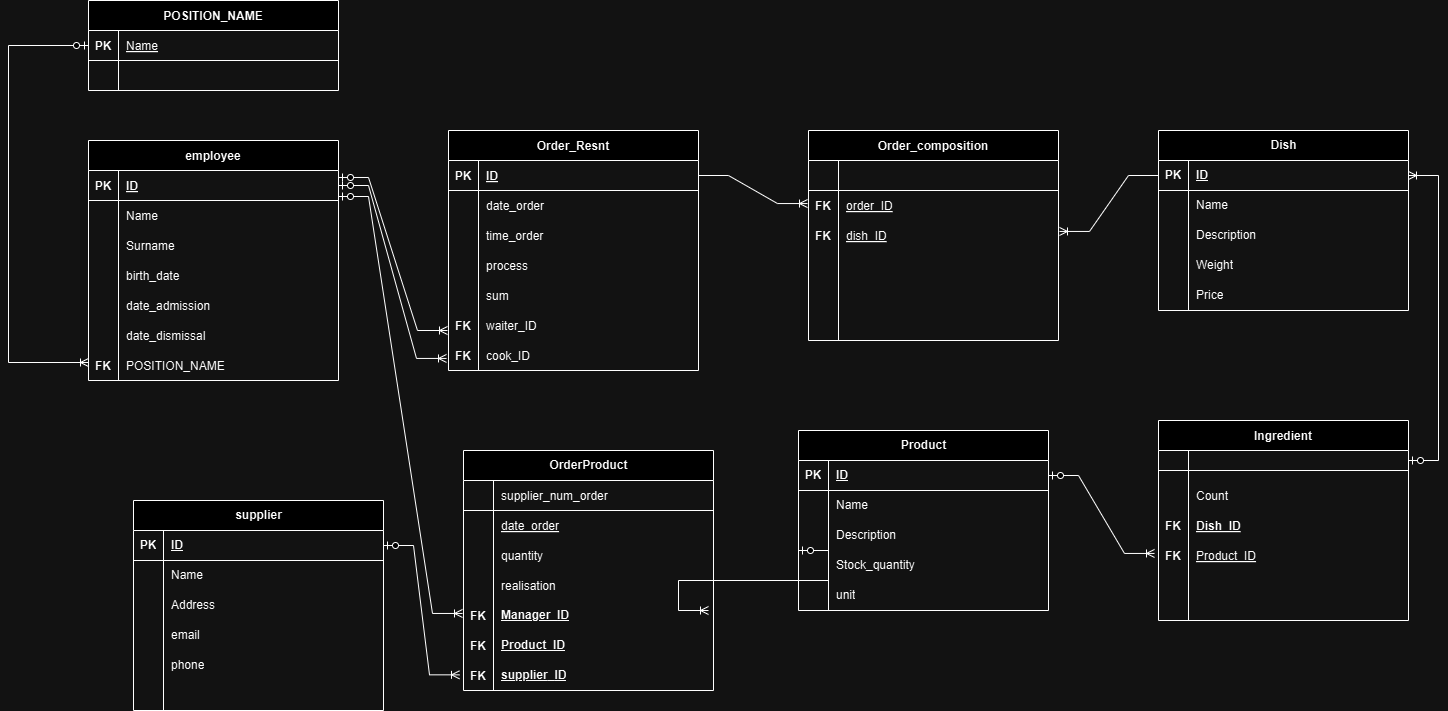 POSITION_NAME
PK Name
employee
PK ID
Name
Surname
birth_date
date_admission
date_dismissal
FK POSITION_NAME
Order_Resnt
PK ID
date_order
time_order
process
sum
FK waiter_ID
FK cook_ID
Order_composition
FK order_ID
FK dish_ID
Dish
PK ID
Name
Description
Weight
Price
supplier
PK ID
Name
Address
email
phone
OrderProduct
supplier_num_order
date_order
quantity
realisation
FK Manager_ID
FK Product_ID
FK supplier_ID
Product
PK ID
Name
Description
Stock_quantity
unit
Ingredient
Count
FK Dish_ID
FK Product_ID